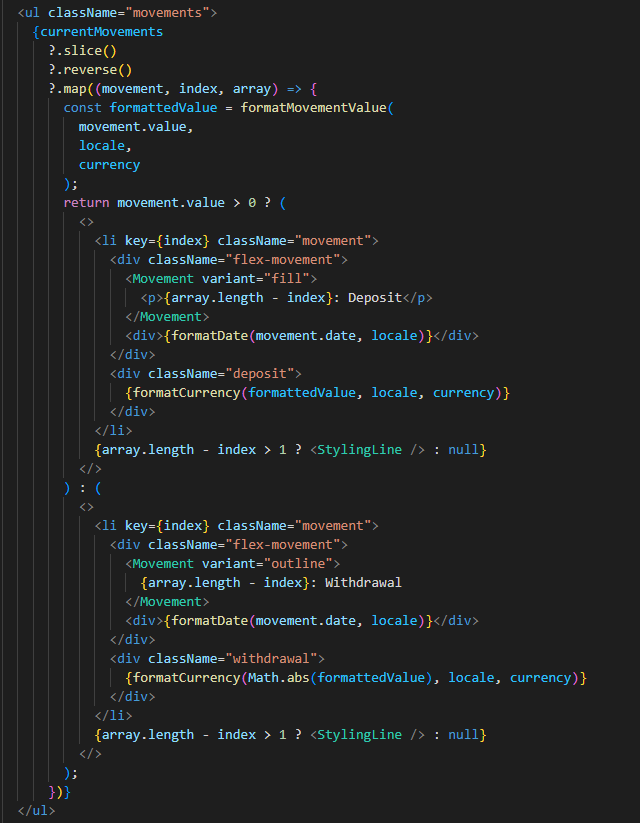 <ul className="movements">
{currentMovements
?.slice()
?.reverse()
?.map((movement, index, array) => {
const formattedValue = formatMovementValue(
movement.value,
locale,
currency
);
return movement.value > 0 ? (
<>
<li key={index} className="movement">
<div className="flex-movement">
<Movement variant="fill">
<p>{array.length - index}: Deposit</p>
</Movement>
<div>{formatDate(movement.date, locale)}</div>
</div>
<div className="deposit">
{formatCurrency(formattedValue, locale, currency)}
</div>
</li>
{array.length - index > 1 ? <StylingLine /> : null}
</>
) : (
<>
<li key={index} className="movement">
<div className="flex-movement">
<Movement variant="outline">
{array.length - index}: Withdrawal
</Movement>
<div>{formatDate(movement.date, locale)}</div>
</div>
<div className="withdrawal">
{formatCurrency(Math.abs(formattedValue), locale, currency)}
</div>
</li>
{array.length - index > 1 ? <StylingLine /> : null}
</>
);
})}
</ul>